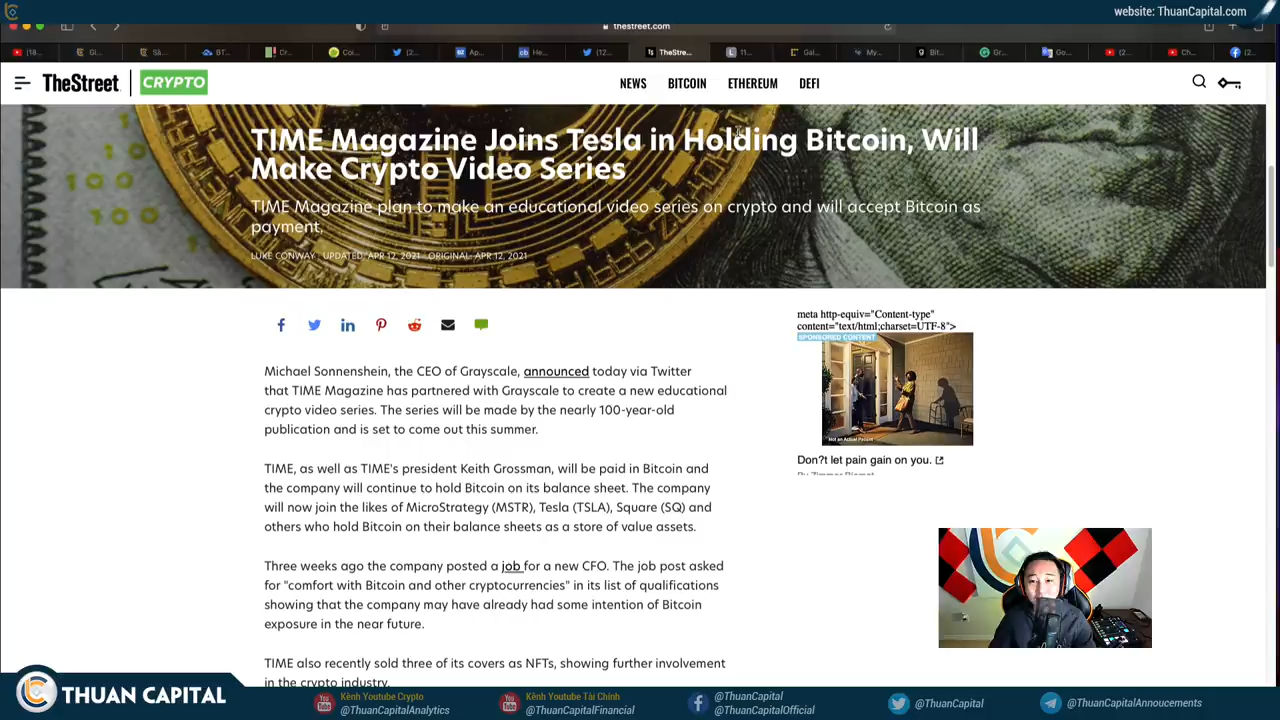 website: ThuanCapital.com
thestreet.com
TheStreet CRYPTO
NEWS BITCOIN ETHEREUM DEFI
TIME Magazine Joins Tesla in Holding Bitcoin, Will
Make Crypto Video Series
TIME Magazine plan to make an educational video series on crypto and will accept Bitcoin as
payment.
LUKE CONWAY . UPDATED: APR 12, 2021 . ORIGINAL: APR 12, 2021
Michael Sonnenshein, the CEO of Grayscale, announced today via Twitter
that TIME Magazine has partnered with Grayscale to create a new educational
crypto video series. The series will be made by the nearly 100-year-old
publication and is set to come out this summer.
TIME, as well as TIME's president Keith Grossman, will be paid in Bitcoin and
the company will continue to hold Bitcoin on its balance sheet. The company
will now join the likes of MicroStrategy (MSTR), Tesla (TSLA), Square (SQ) and
others who hold Bitcoin on their balance sheets as a store of value assets.
Three weeks ago the company posted a job for a new CFO. The job post asked
for "comfort with Bitcoin and other cryptocurrencies" in its list of qualifications
showing that the company may have already had some intention of Bitcoin
exposure in the near future.
TIME also recently sold three of its covers as NFTs, showing further involvement
in the crypto industry.
meta http-equiv="Content-type"
content="text/html;charset=UTF-8">
SPONSORED CONTENT
Not an Actual Patient
Don?t let pain gain on you.
THUAN CAPITAL
Kênh Youtube Crypto
@ThuanCapitalAnalytics
Kênh Youtube Tài Chính
@ThuanCapitalFinancial
@ThuanCapital
@ThuanCapitalOfficial
@ThuanCapital
@ThuanCapitalAnnoucements